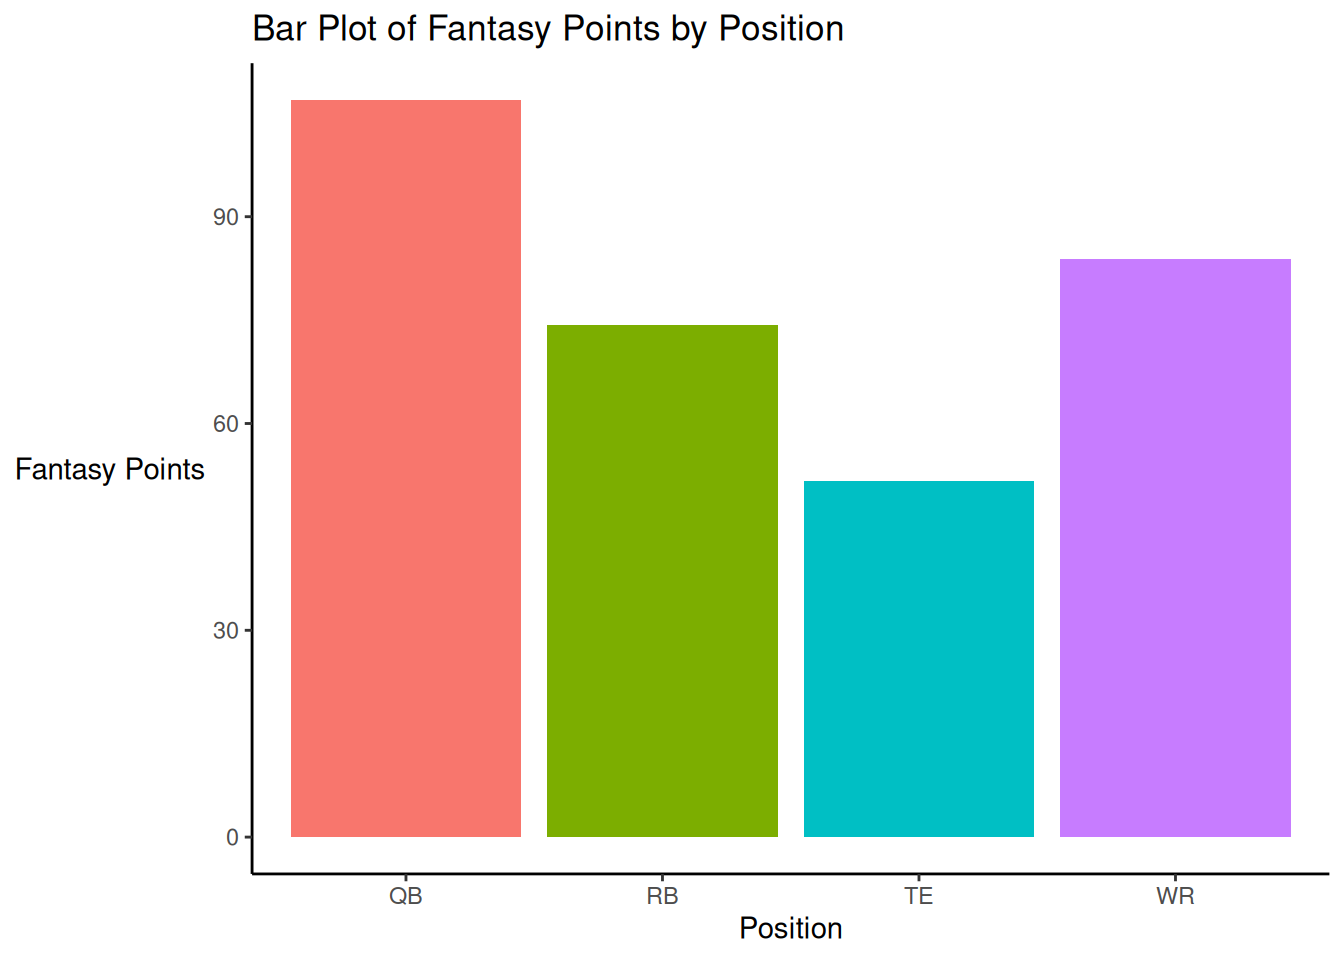 Bar Plot of Fantasy Points by Position
90
60
Fantasy Points
30
0
QB RB TE WR
Position